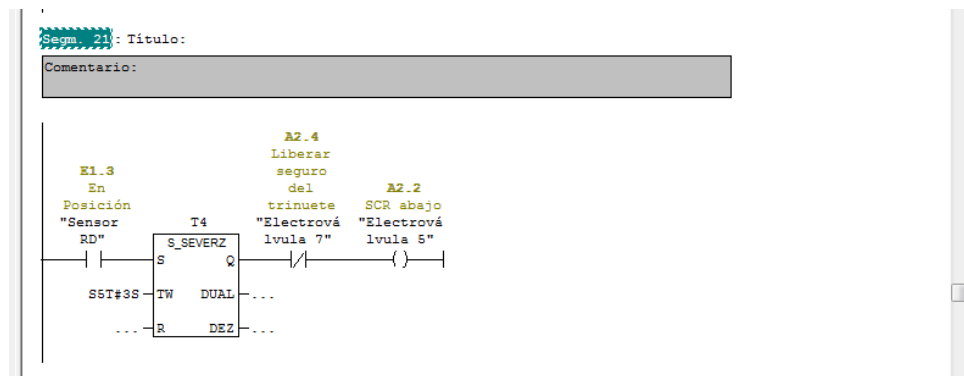 Segm. 21: Título:
Comentario:
A2.4
Liberar
seguro
del
trinuete
"Electrová
lvula 7"
E1.3
En
Posición
"Sensor
RD"
A2.2
SCR abajo
"Electrová
lvula 5"
T4
S_SEVERZ
S Q
S5T#3S TW DUAL ...
... R DEZ ...